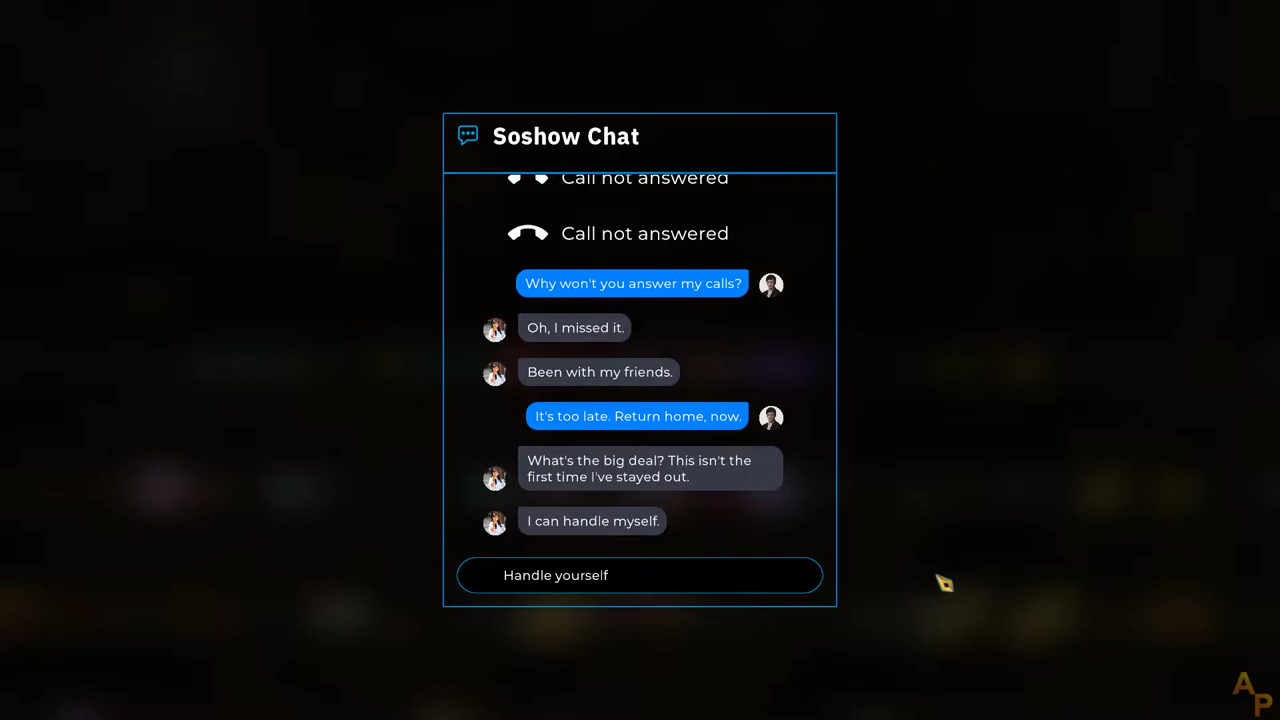 Soshow Chat
Call not answered
Call not answered
Why won't you answer my calls?
Oh, I missed it.
Been with my friends.
It's too late. Return home, now.
What's the big deal? This isn't the
first time I've stayed out.
I can handle myself.
Handle yourself
A
P